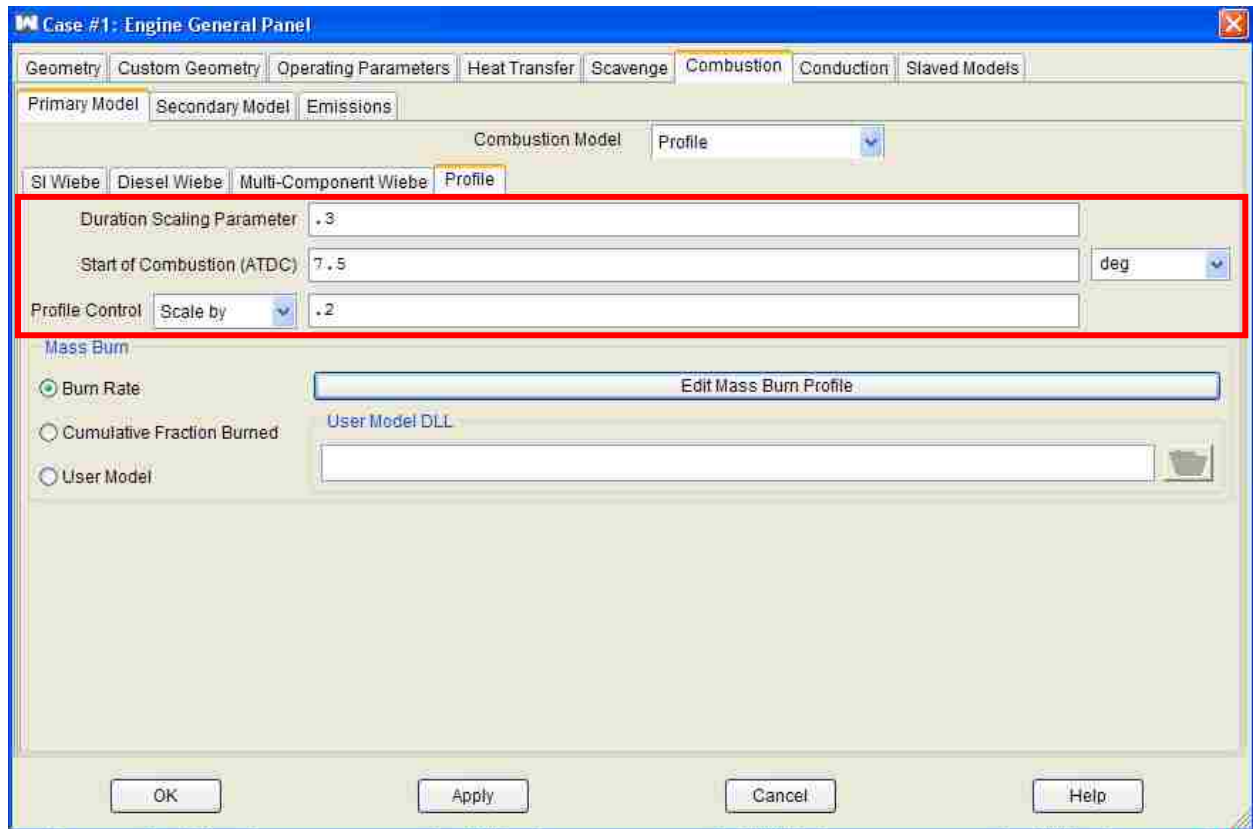 Case #1: Engine General Panel
Geometry Custom Geometry Operating Parameters Heat Transfer Scavenge Combustion Conduction Slaved Models
Primary Model Secondary Model Emissions
Combustion Model Profile
SI Wiebe Diesel Wiebe Multi-Component Wiebe Profile
Duration Scaling Parameter .3
Start of Combustion (ATDC) 7.5 deg
Profile Control Scale by .2
Mass Burn
Burn Rate Edit Mass Burn Profile
User Model DLL
Cumulative Fraction Burned
User Model
OK Apply Cancel Help